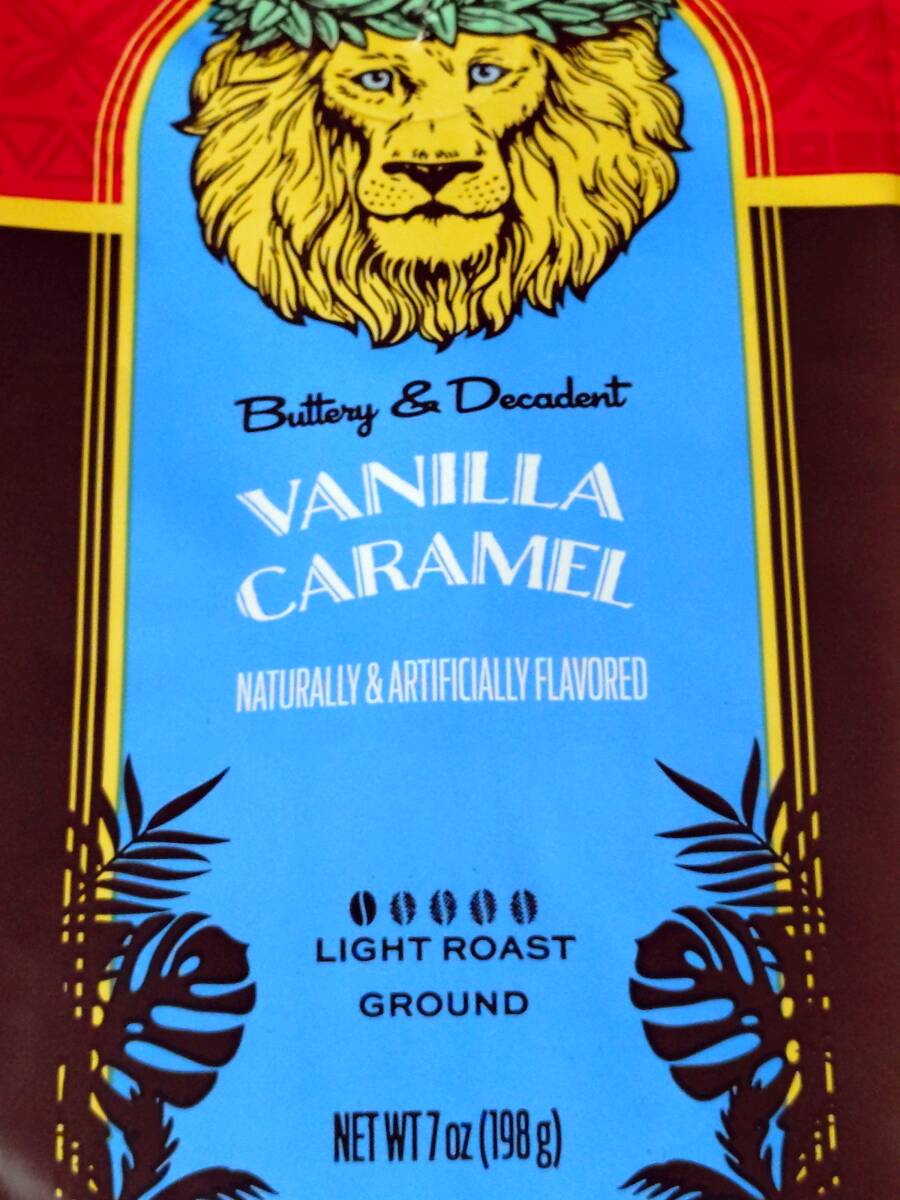 Buttery & Decadent
VANILLA
CARAMEL
NATURALLY & ARTIFICIALLY FLAVORED
LIGHT ROAST
GROUND
NET WT 7 oz (198 g)